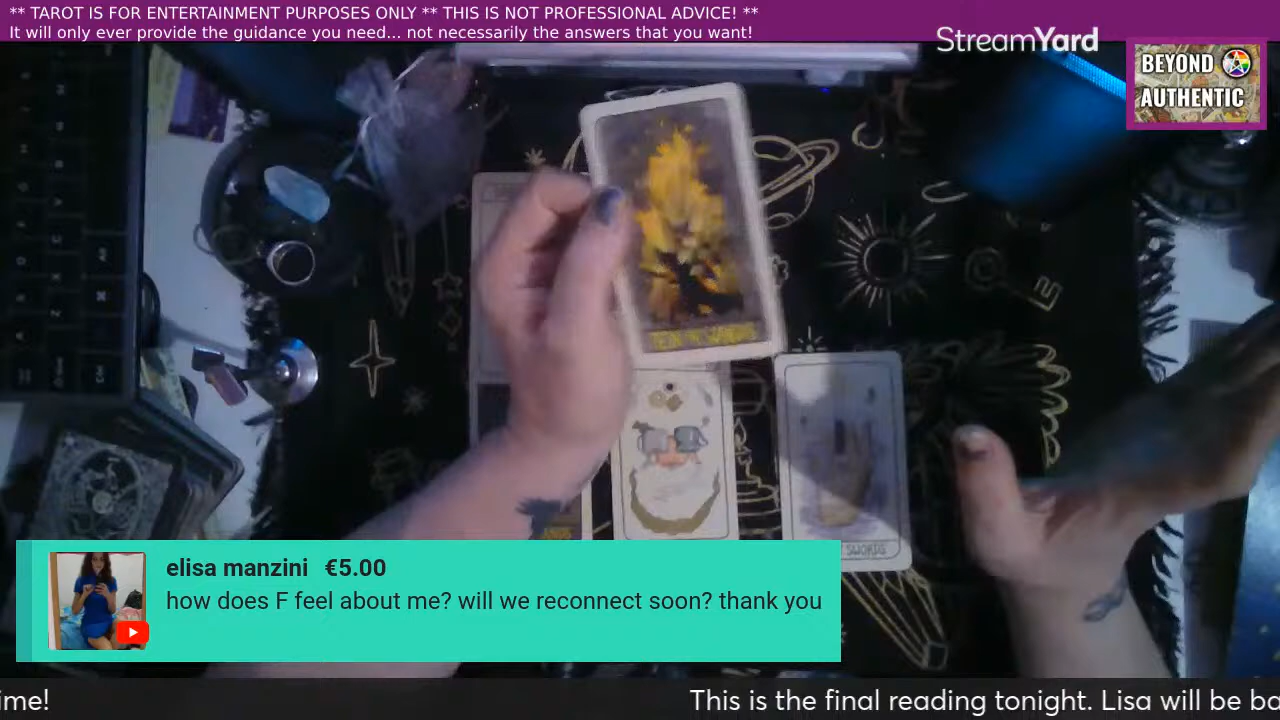 ** TAROT IS FOR ENTERTAINMENT PURPOSES ONLY ** THIS IS NOT PROFESSIONAL ADVICE! **
It will only ever provide the guidance you need... not necessarily the answers that you want!
StreamYard
BEYOND
AUTHENTIC
TEN OF WANDS
SWORDS
elisa manzini €5.00
how does F feel about me? will we reconnect soon? thank you
ime!
This is the final reading tonight. Lisa will be ba